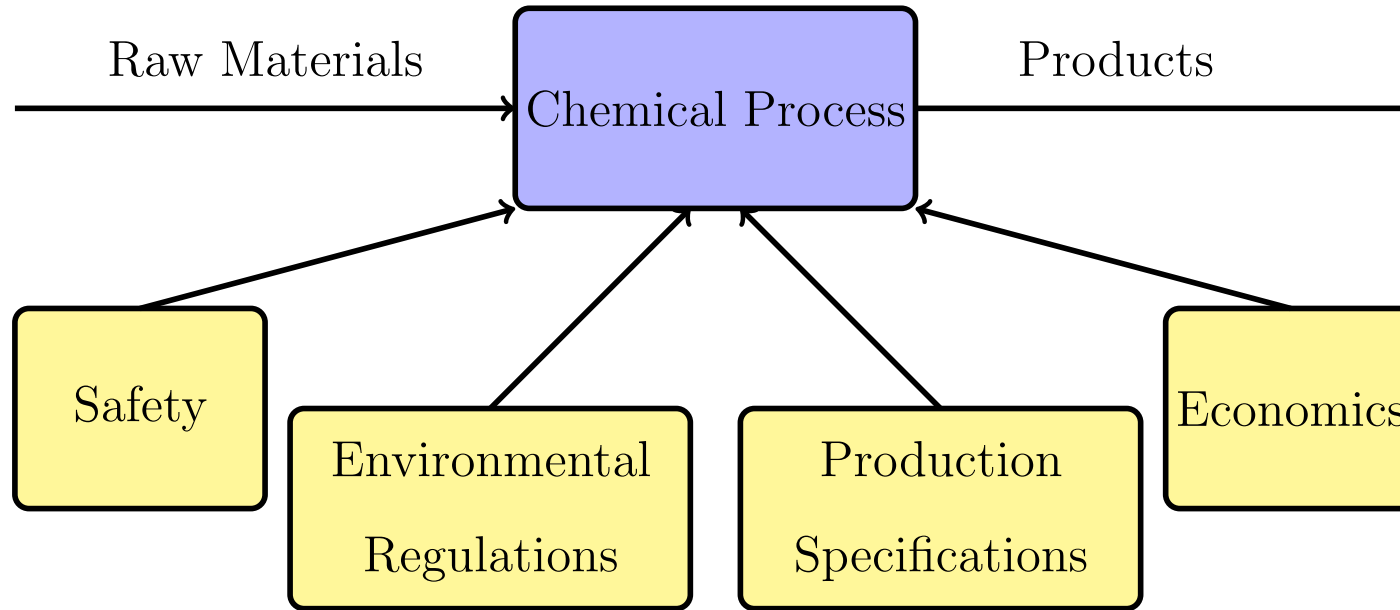 Raw Materials
Products
Chemical Process
Safety
Economics
Environmental
Regulations
Production
Specifications